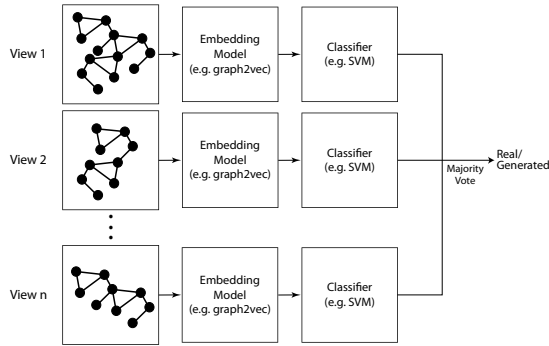 View 1
Embedding
Model
(e.g. graph2vec)
Classifier
(e.g. SVM)
View 2
Embedding
Model
(e.g. graph2vec)
Classifier
(e.g. SVM)
Majority
Vote
Real/
Generated
View n
Embedding
Model
(e.g. graph2vec)
Classifier
(e.g. SVM)